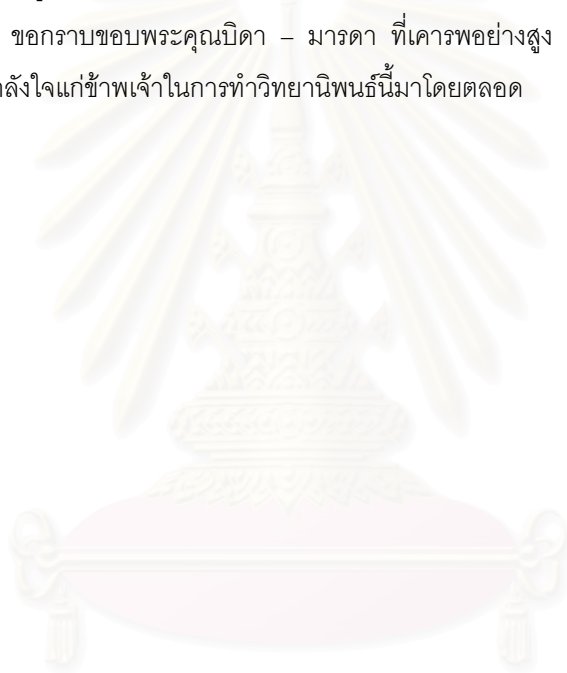 ขอกราบขอบพระคุณบิดา – มารดา ที่เคารพอย่างสูง
ลังใจแก่ข้าพเจ้าในการทำวิทยานิพนธ์นี้มาโดยตลอด